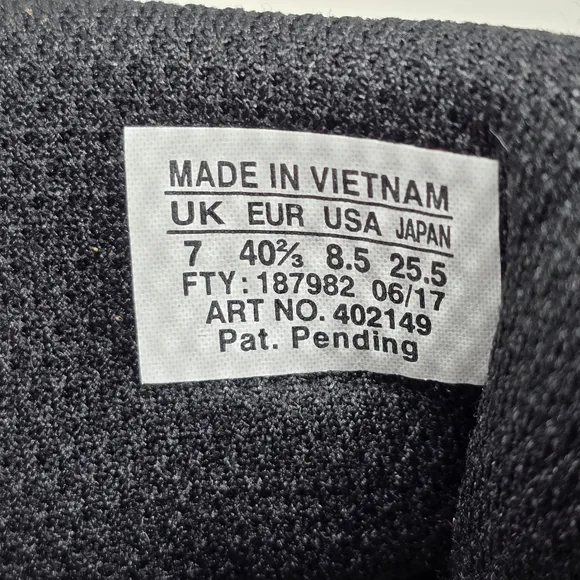 MADE IN VIETNAM
UK EUR USA JAPAN
7 40⅔ 8.5 25.5
FTY: 187982 06/17
ART NO. 402149
Pat. Pending